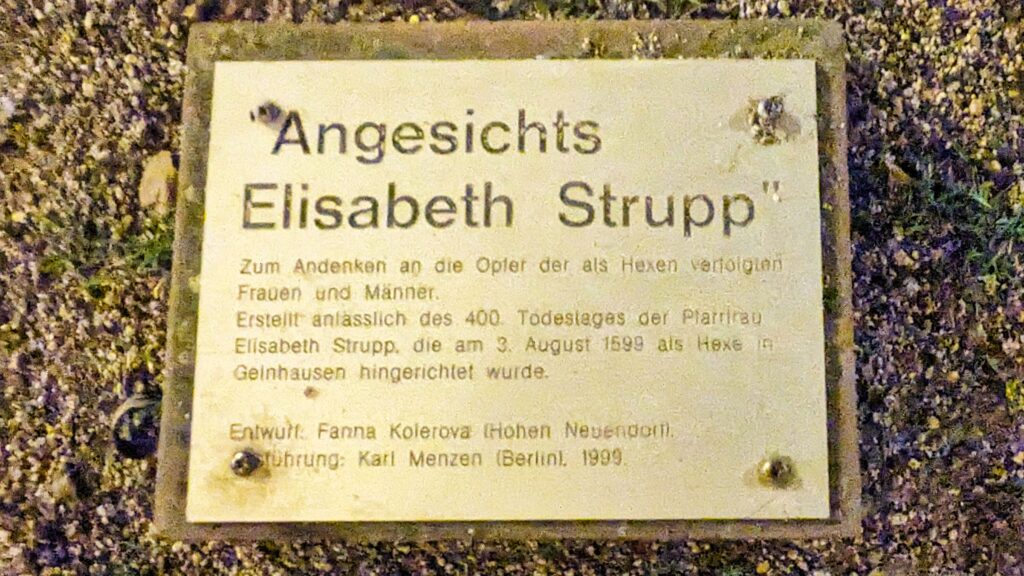 "Angesichts
Elisabeth Strupp"
Zum Andenken an die Opfer der als Hexen verfolgten
Frauen und Männer.
Erstellt anlässlich des 400. Todestages der Pfarrfrau
Elisabeth Strupp, die am 3. August 1599 als Hexe in
Gelnhausen hingerichtet wurde.
Entwurf: Fanna Kolerova (Hohen Neuendorf),
führung: Karl Menzen (Berlin), 1999.